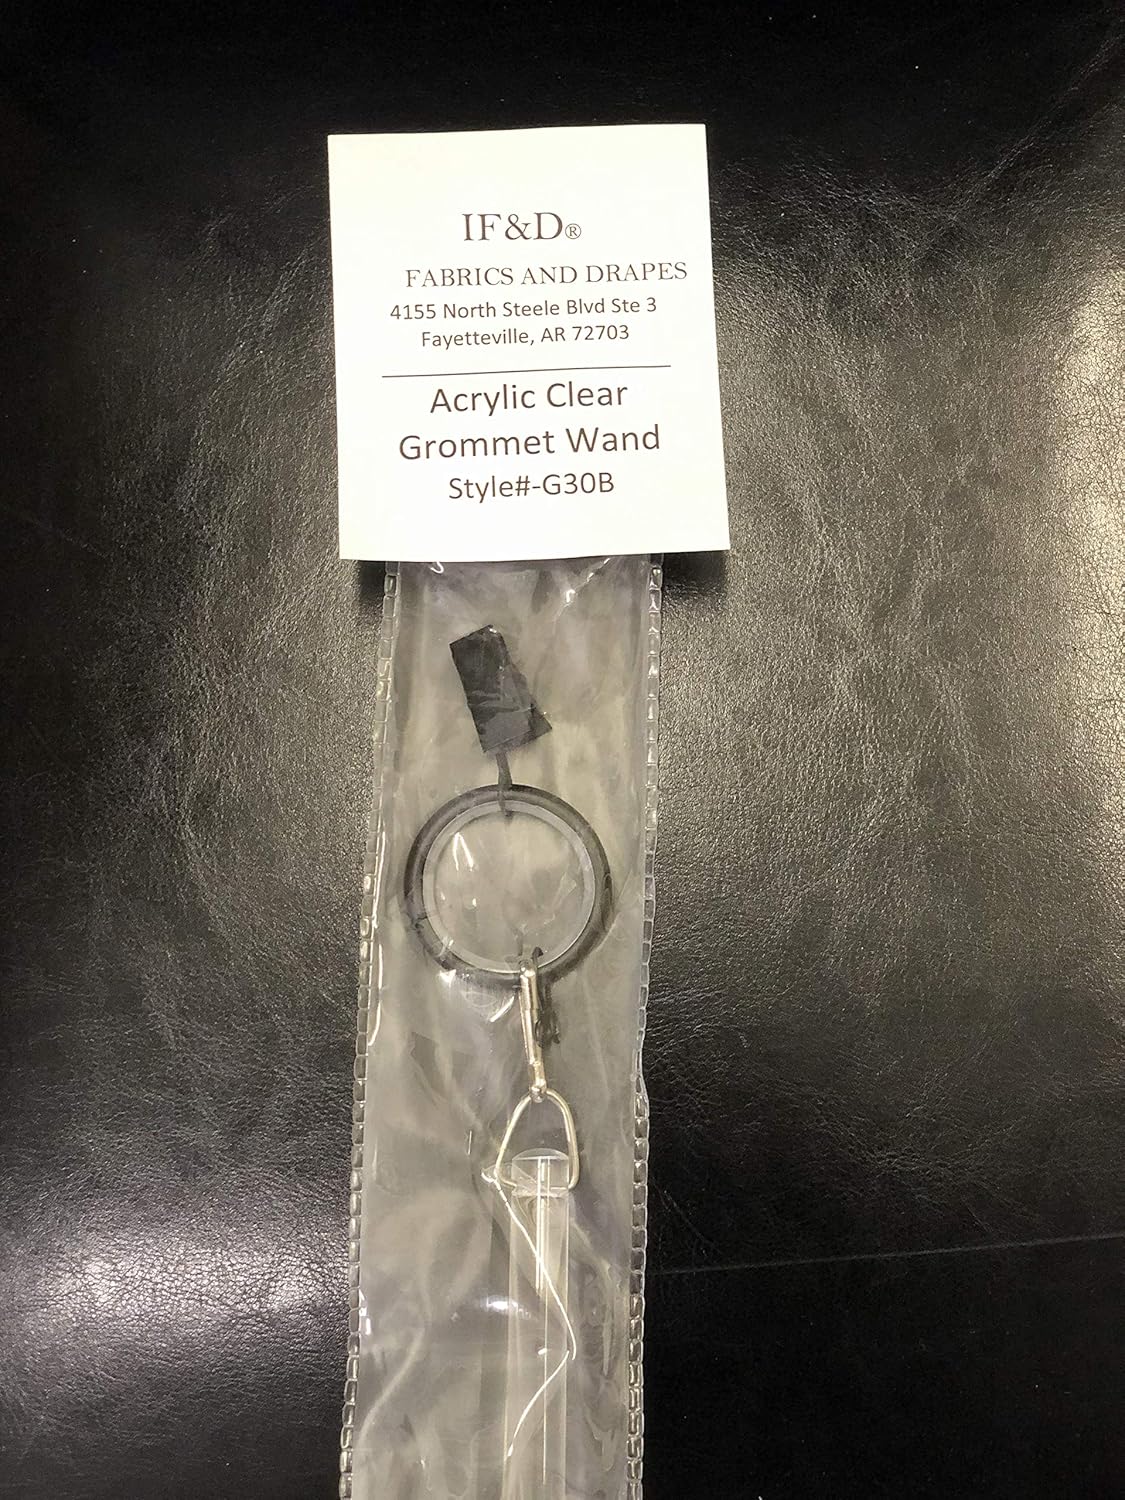 IF&D®
FABRICS AND DRAPES
4155 North Steele Blvd Ste 3
Fayetteville, AR 72703
Acrylic Clear
Grommet Wand
Style#-G30B